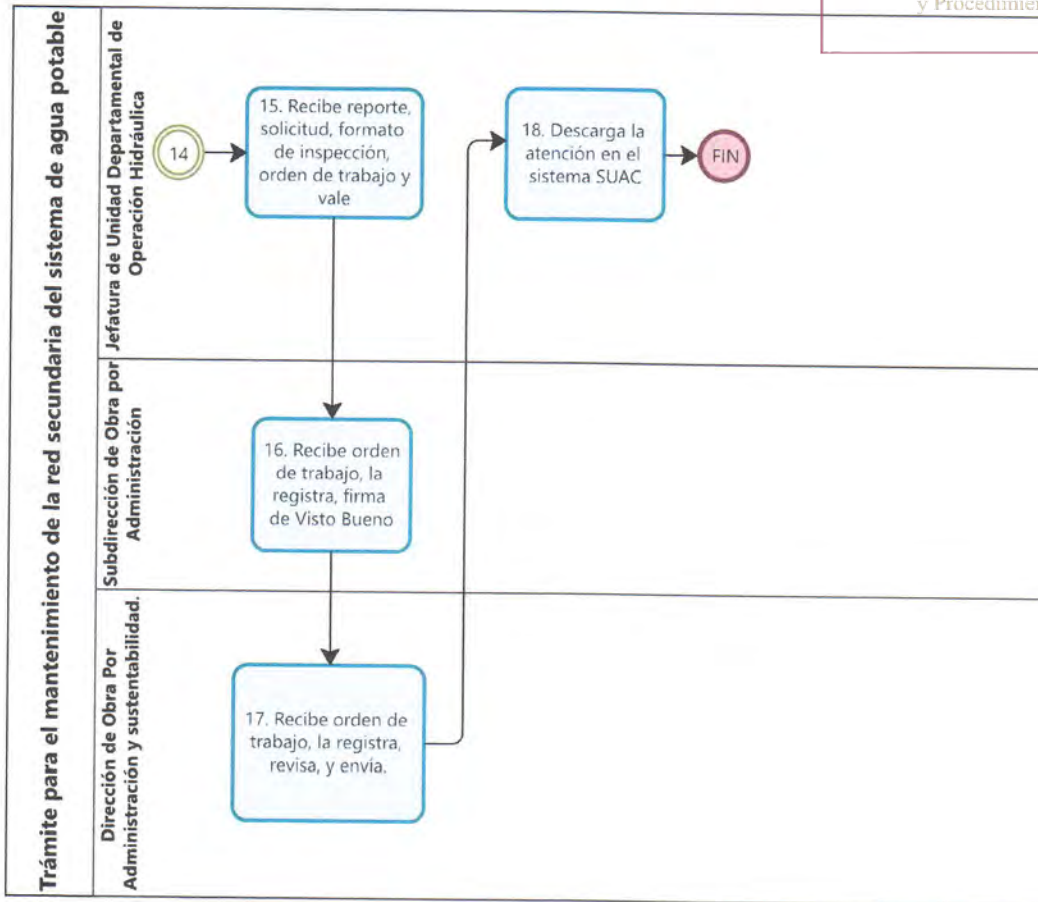 y Procedimien
Trámite para el mantenimiento de la red secundaria del sistema de agua potable
Jefatura de Unidad Departamental de
Operación Hidráulica
14
15. Recibe reporte,
solicitud, formato
de inspección,
orden de trabajo y
vale
18. Descarga la
atención en el
sistema SUAC
FIN
Subdirección de Obra por
Administración
16. Recibe orden
de trabajo, la
registra, firma
de Visto Bueno
Dirección de Obra Por
Administración y sustentabilidad.
17. Recibe orden de
trabajo, la registra,
revisa, y envía.